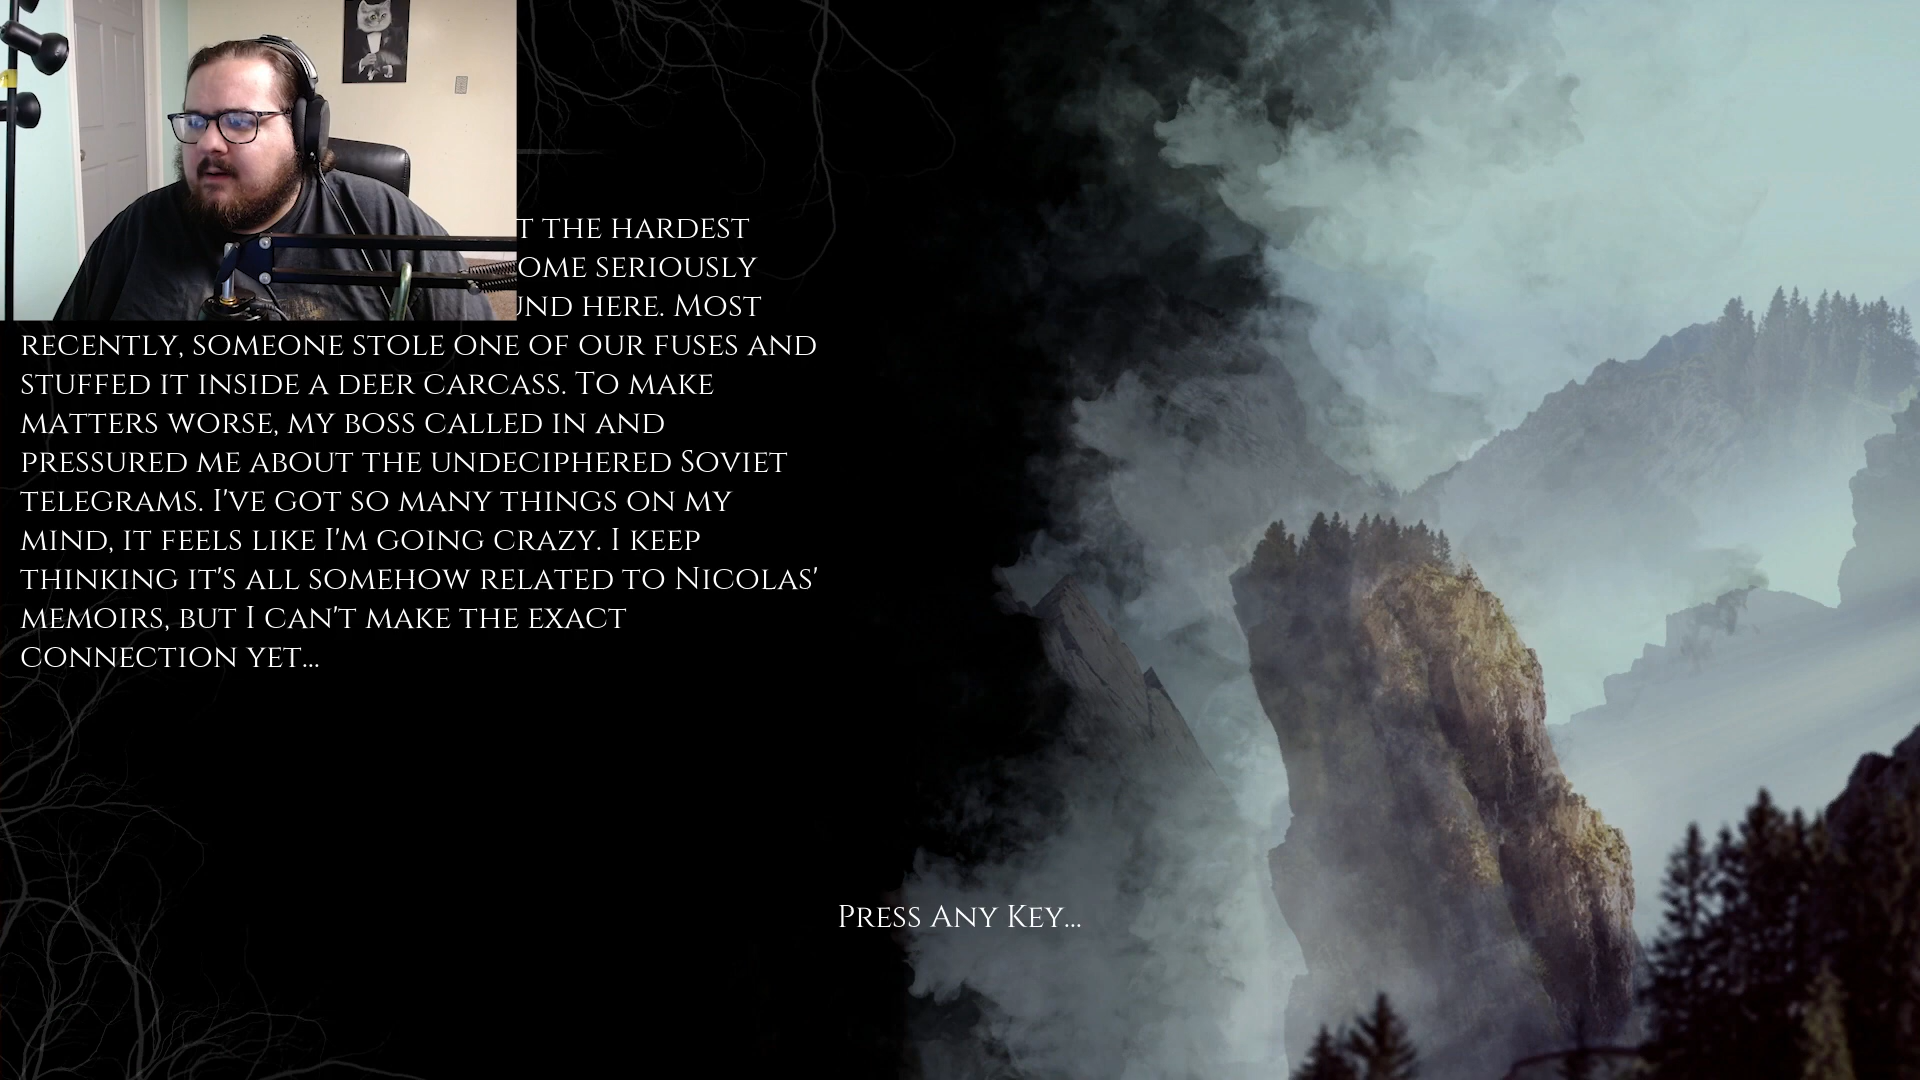 THE HARDEST
SERIOUSLY
HERE. MOST
RECENTLY, SOMEONE STOLE ONE OF OUR FUSES AND
STUFFED IT INSIDE A DEER CARCASS. TO MAKE
MATTERS WORSE, MY BOSS CALLED IN AND
PRESSURED ME ABOUT THE UNDECIPHERED SOVIET
TELEGRAMS. I'VE GOT SO MANY THINGS ON MY
MIND, IT FEELS LIKE I'M GOING CRAZY. I KEEP
THINKING IT'S ALL SOMEHOW RELATED TO NICOLAS'
MEMOIRS, BUT I CAN'T MAKE THE EXACT
CONNECTION YET...
PRESS ANY KEY...